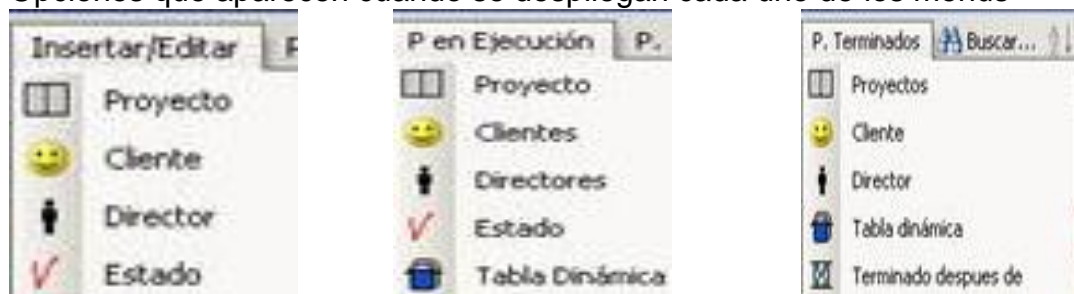 Opciones que aparecen cuando se despliegan cada uno de los menús
Insertar/Editar
Proyecto
Cliente
Director
Estado
P en Ejecución P.
Proyecto
Clientes
Directores
Estado
Tabla Dinámica
P. Terminados Buscar...
Proyectos
Cliente
Director
Tabla dinámica
Terminado despues de